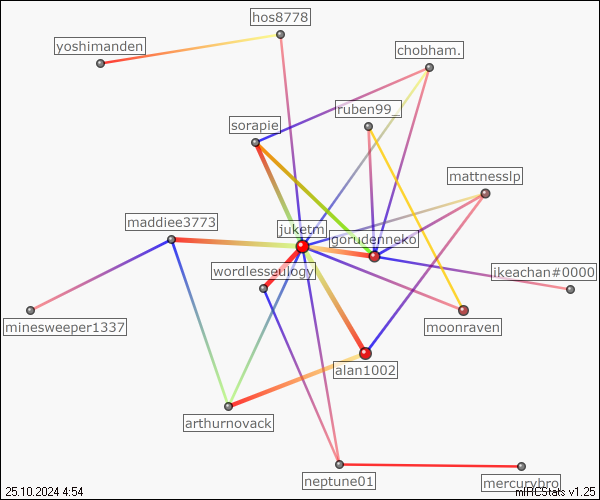 hos8778
yoshimanden
chobham.
ruben99_
sorapie
mattnesslp
maddiee3773
juketm
gorudenneko
wordlesseulogy
ikeachan#0000
minesweeper1337
moonraven
alan1002
arthurnovack
neptune01
mercurybro
25.10.2024 4:54
mIRCStats v1.25